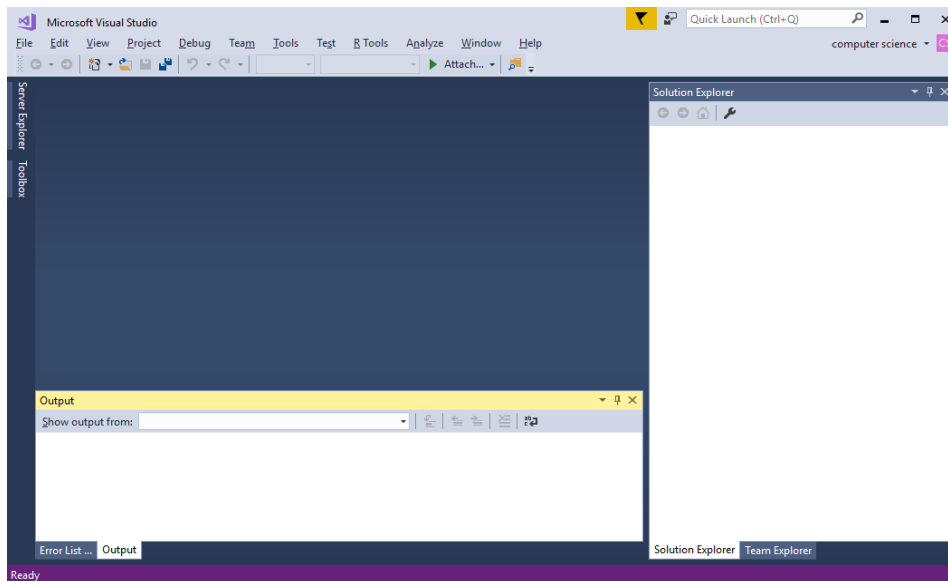 Microsoft Visual Studio
Quick Launch (Ctrl+Q)
File Edit View Project Debug Team Tools Test R Tools Analyze Window Help
computer science
Attach...
Server Explorer
Toolbox
Solution Explorer
Output
Show output from:
Error List ... Output
Solution Explorer Team Explorer
Ready